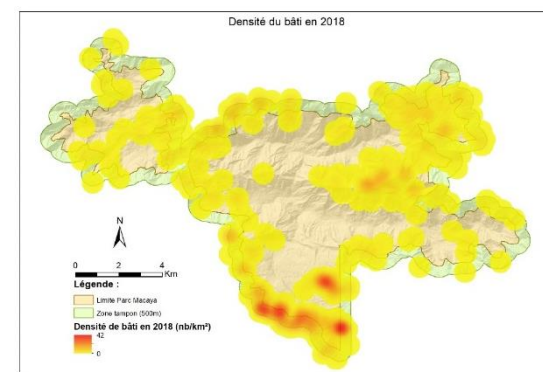 Densité du bâti en 2018
N
0 2 4
Km
Légende :
Limite Parc Macaya
Zone tampon (500m)
Densité de bâti en 2018 (nb/km²)
42
0